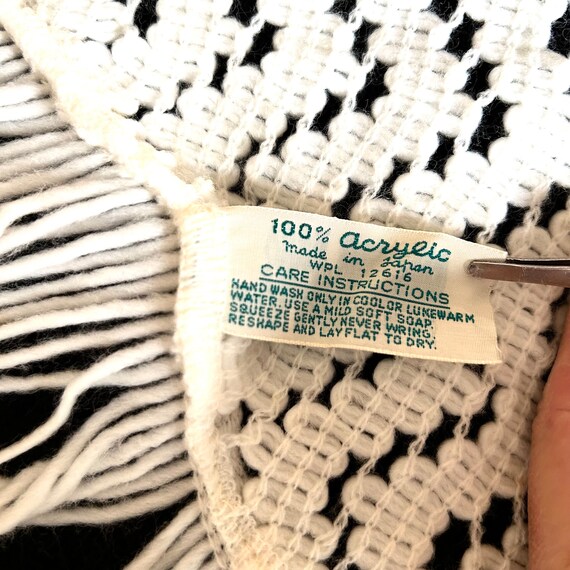 100% acrylic
Made in Japan
WPL 12616
CARE INSTRUCTIONS
HAND WASH ONLY IN COOL OR LUKEWARM
WATER. USE A MILD SOFT SOAP.
SQUEEZE GENTLY NEVER WRING
RESHAPE AND LAY FLAT TO DRY.